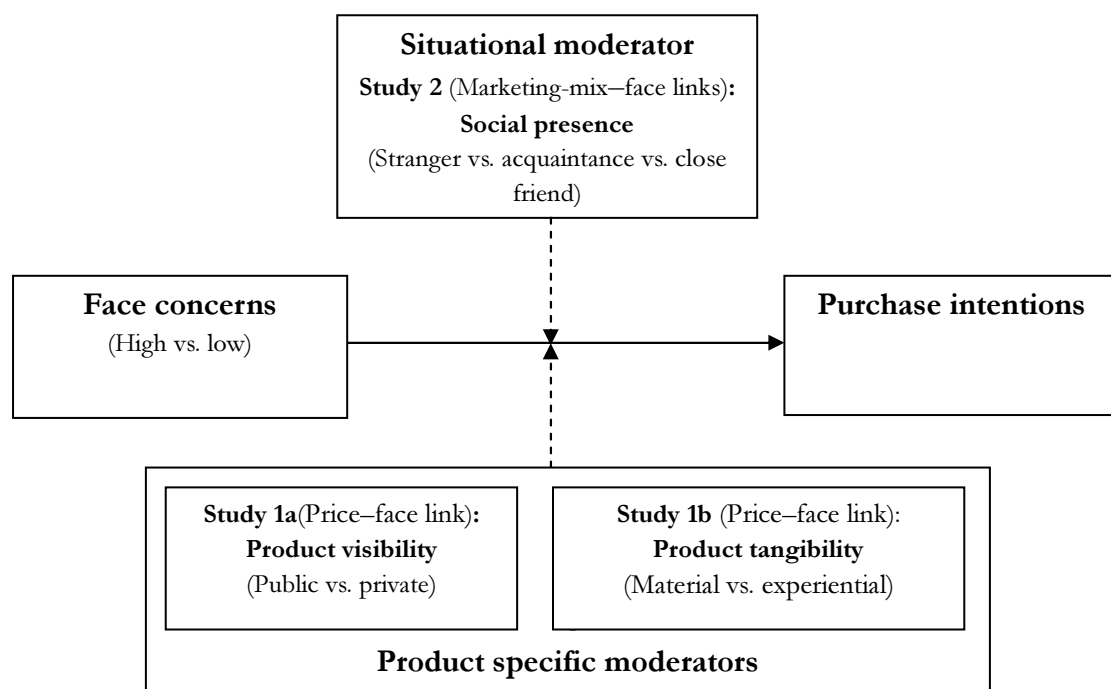 Situational moderator
Study 2 (Marketing-mix–face links):
Social presence
(Stranger vs. acquaintance vs. close
friend)
Face concerns
(High vs. low)
Purchase intentions
Study 1a(Price–face link):
Product visibility
(Public vs. private)
Study 1b (Price–face link):
Product tangibility
(Material vs. experiential)
Product specific moderators